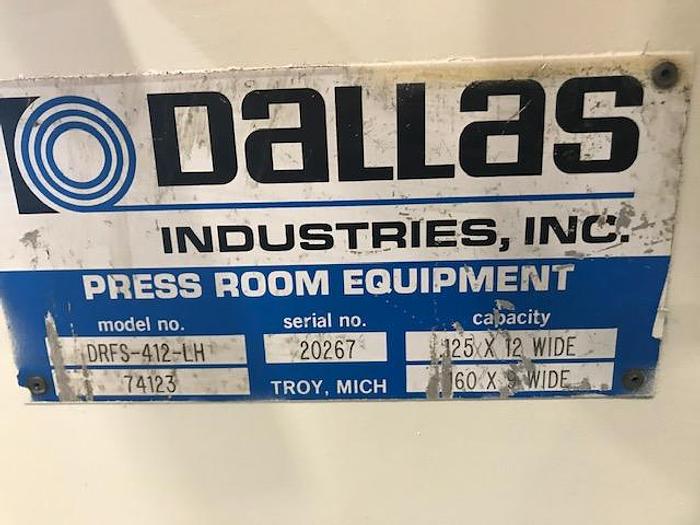 Dallas
INDUSTRIES, INC.
PRESS ROOM EQUIPMENT
model no. serial no. capacity
DRFS-412-LH 20267 125 X 12 WIDE
74123 TROY, MICH 160 X 9 WIDE